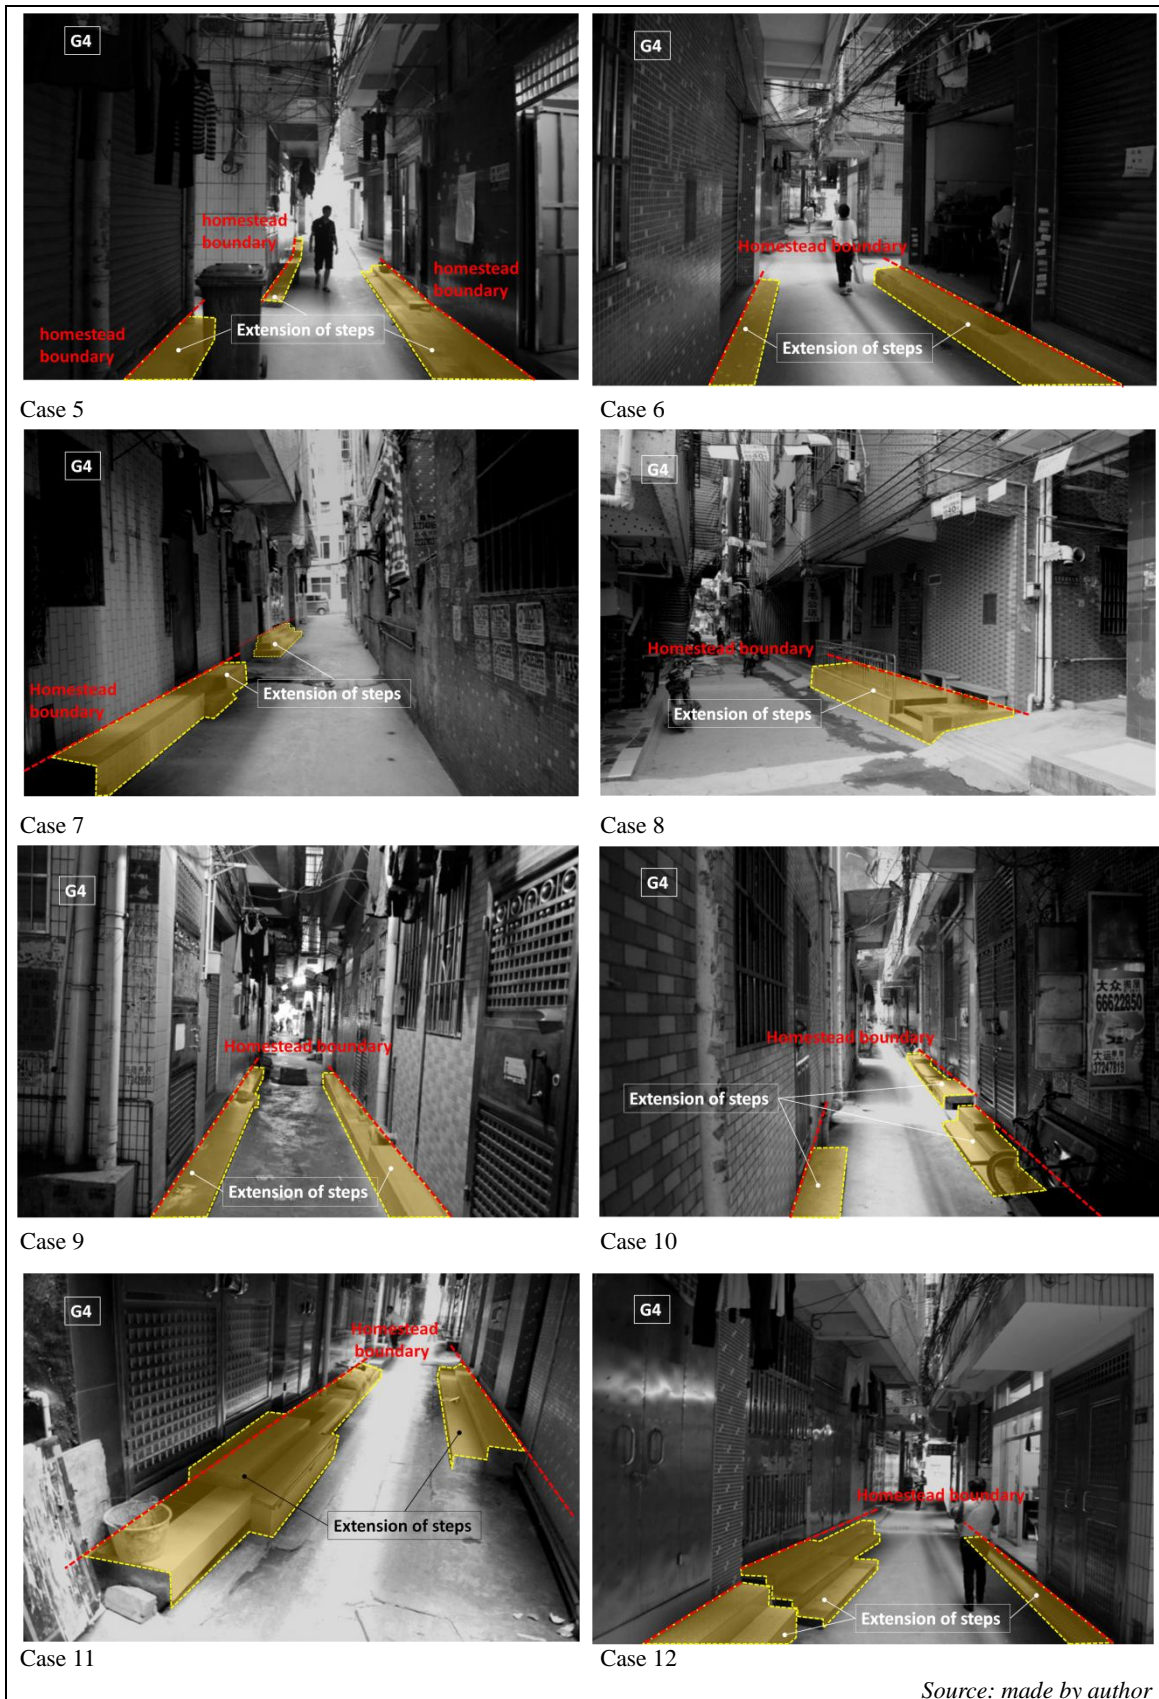 G4
homestead
boundary
homestead
boundary
homestead
boundary
Extension of steps
Case 5
G4
Homestead boundary
Extension of steps
Case 6
G4
Homestead
boundary
Extension of steps
Case 7
G4
Homestead boundary
Extension of steps
Case 8
G4
Homestead boundary
Extension of steps
Case 9
G4
Homestead boundary
Extension of steps
大众
66622850
大运
37247819
Case 10
G4
Homestead
boundary
Extension of steps
Case 11
G4
Homestead boundary
Extension of steps
Case 12
Source: made by author